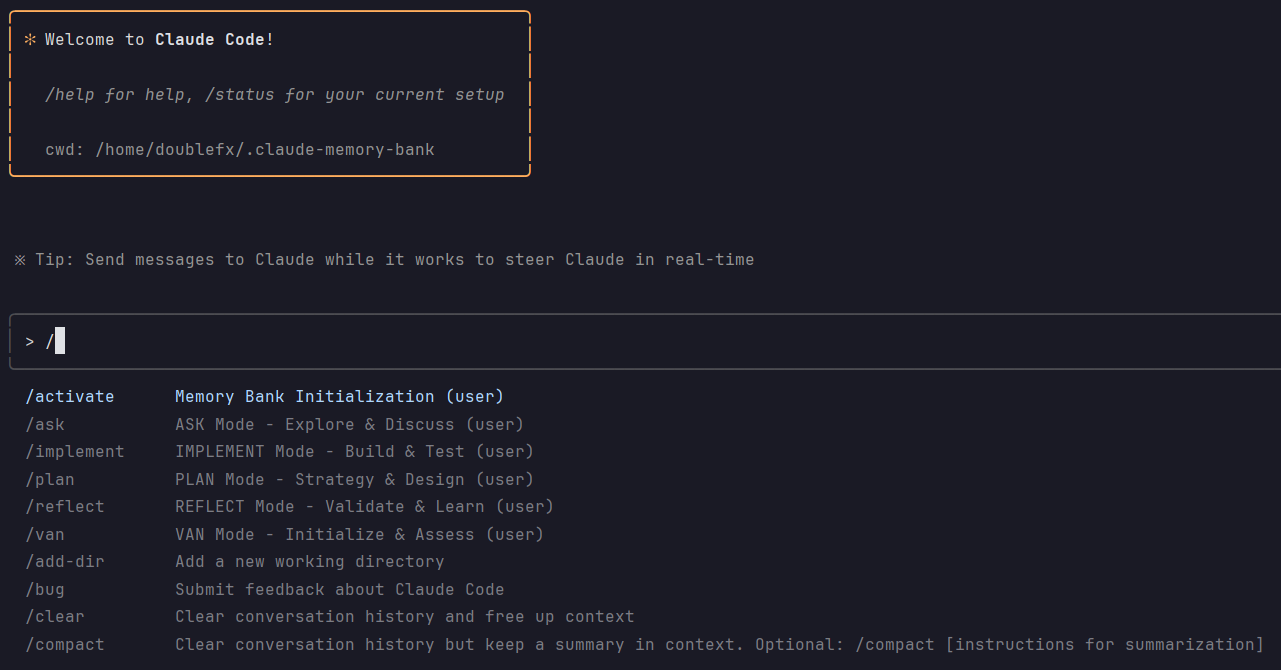 ✻ Welcome to Claude Code!
/help for help, /status for your current setup
cwd: /home/doublefx/.claude-memory-bank
※ Tip: Send messages to Claude while it works to steer Claude in real-time
> /
/activate Memory Bank Initialization (user)
/ask ASK Mode - Explore & Discuss (user)
/implement IMPLEMENT Mode - Build & Test (user)
/plan PLAN Mode - Strategy & Design (user)
/reflect REFLECT Mode - Validate & Learn (user)
/van VAN Mode - Initialize & Assess (user)
/add-dir Add a new working directory
/bug Submit feedback about Claude Code
/clear Clear conversation history and free up context
/compact Clear conversation history but keep a summary in context. Optional: /compact [instructions for summarization]